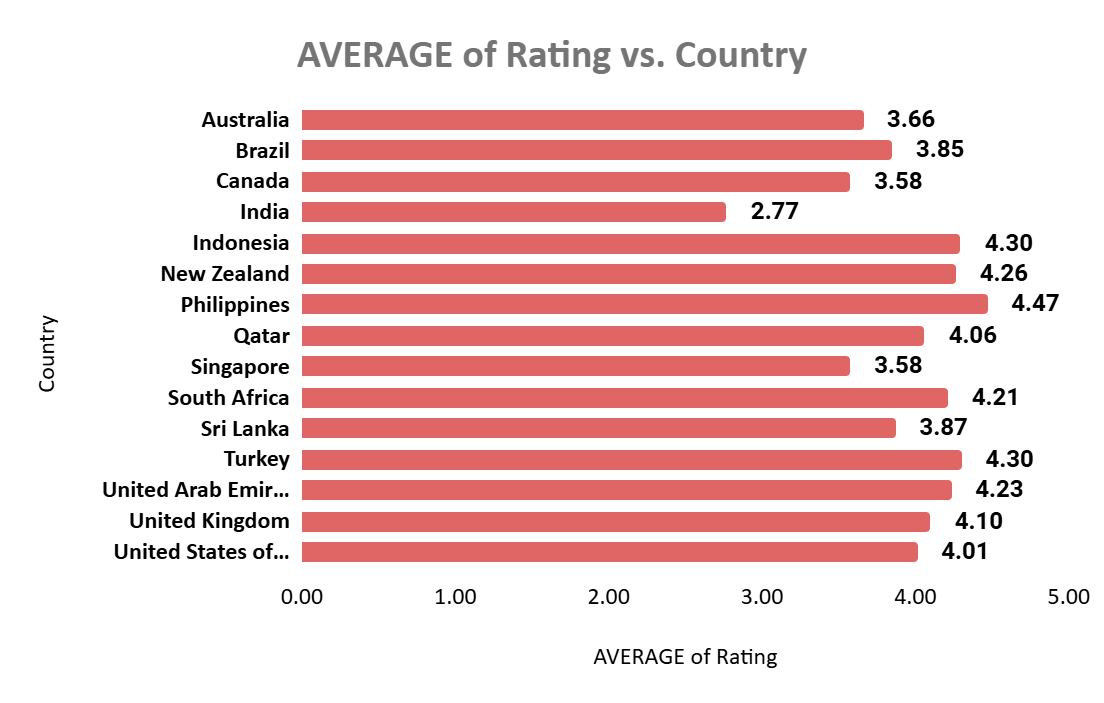 AVERAGE of Rating vs. Country
Australia 3.66
Brazil 3.85
Canada 3.58
India 2.77
Indonesia 4.30
New Zealand 4.26
Philippines 4.47
Qatar 4.06
Singapore 3.58
South Africa 4.21
Sri Lanka 3.87
Turkey 4.30
United Arab Emir... 4.23
United Kingdom 4.10
United States of... 4.01
Country
0.00 1.00 2.00 3.00 4.00 5.00
AVERAGE of Rating